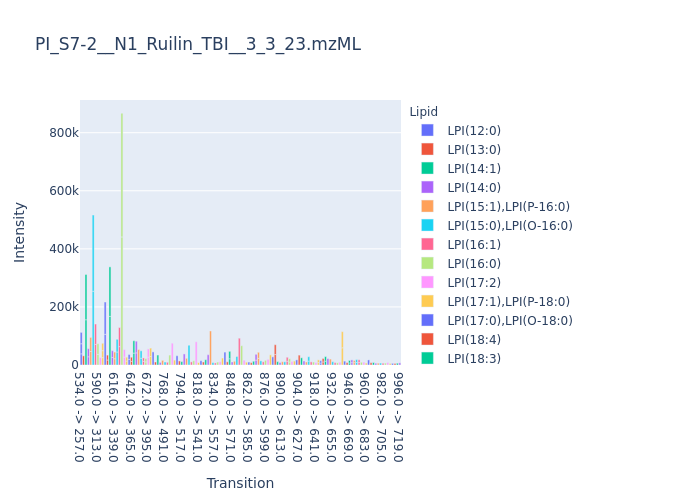 PI_S7-2__N1_Ruilin_TBI__3_3_23.mzML
Lipid
LPI(12:0)
LPI(13:0)
LPI(14:1)
LPI(14:0)
LPI(15:1),LPI(P-16:0)
LPI(15:0),LPI(O-16:0)
LPI(16:1)
LPI(16:0)
LPI(17:2)
LPI(17:1),LPI(P-18:0)
LPI(17:0),LPI(O-18:0)
LPI(18:4)
LPI(18:3)
Intensity
800k
600k
400k
200k
0
534.0 -> 257.0
590.0 -> 313.0
616.0 -> 339.0
642.0 -> 365.0
672.0 -> 395.0
768.0 -> 491.0
794.0 -> 517.0
818.0 -> 541.0
834.0 -> 557.0
848.0 -> 571.0
862.0 -> 585.0
876.0 -> 599.0
890.0 -> 613.0
904.0 -> 627.0
918.0 -> 641.0
932.0 -> 655.0
946.0 -> 669.0
960.0 -> 683.0
982.0 -> 705.0
996.0 -> 719.0
Transition